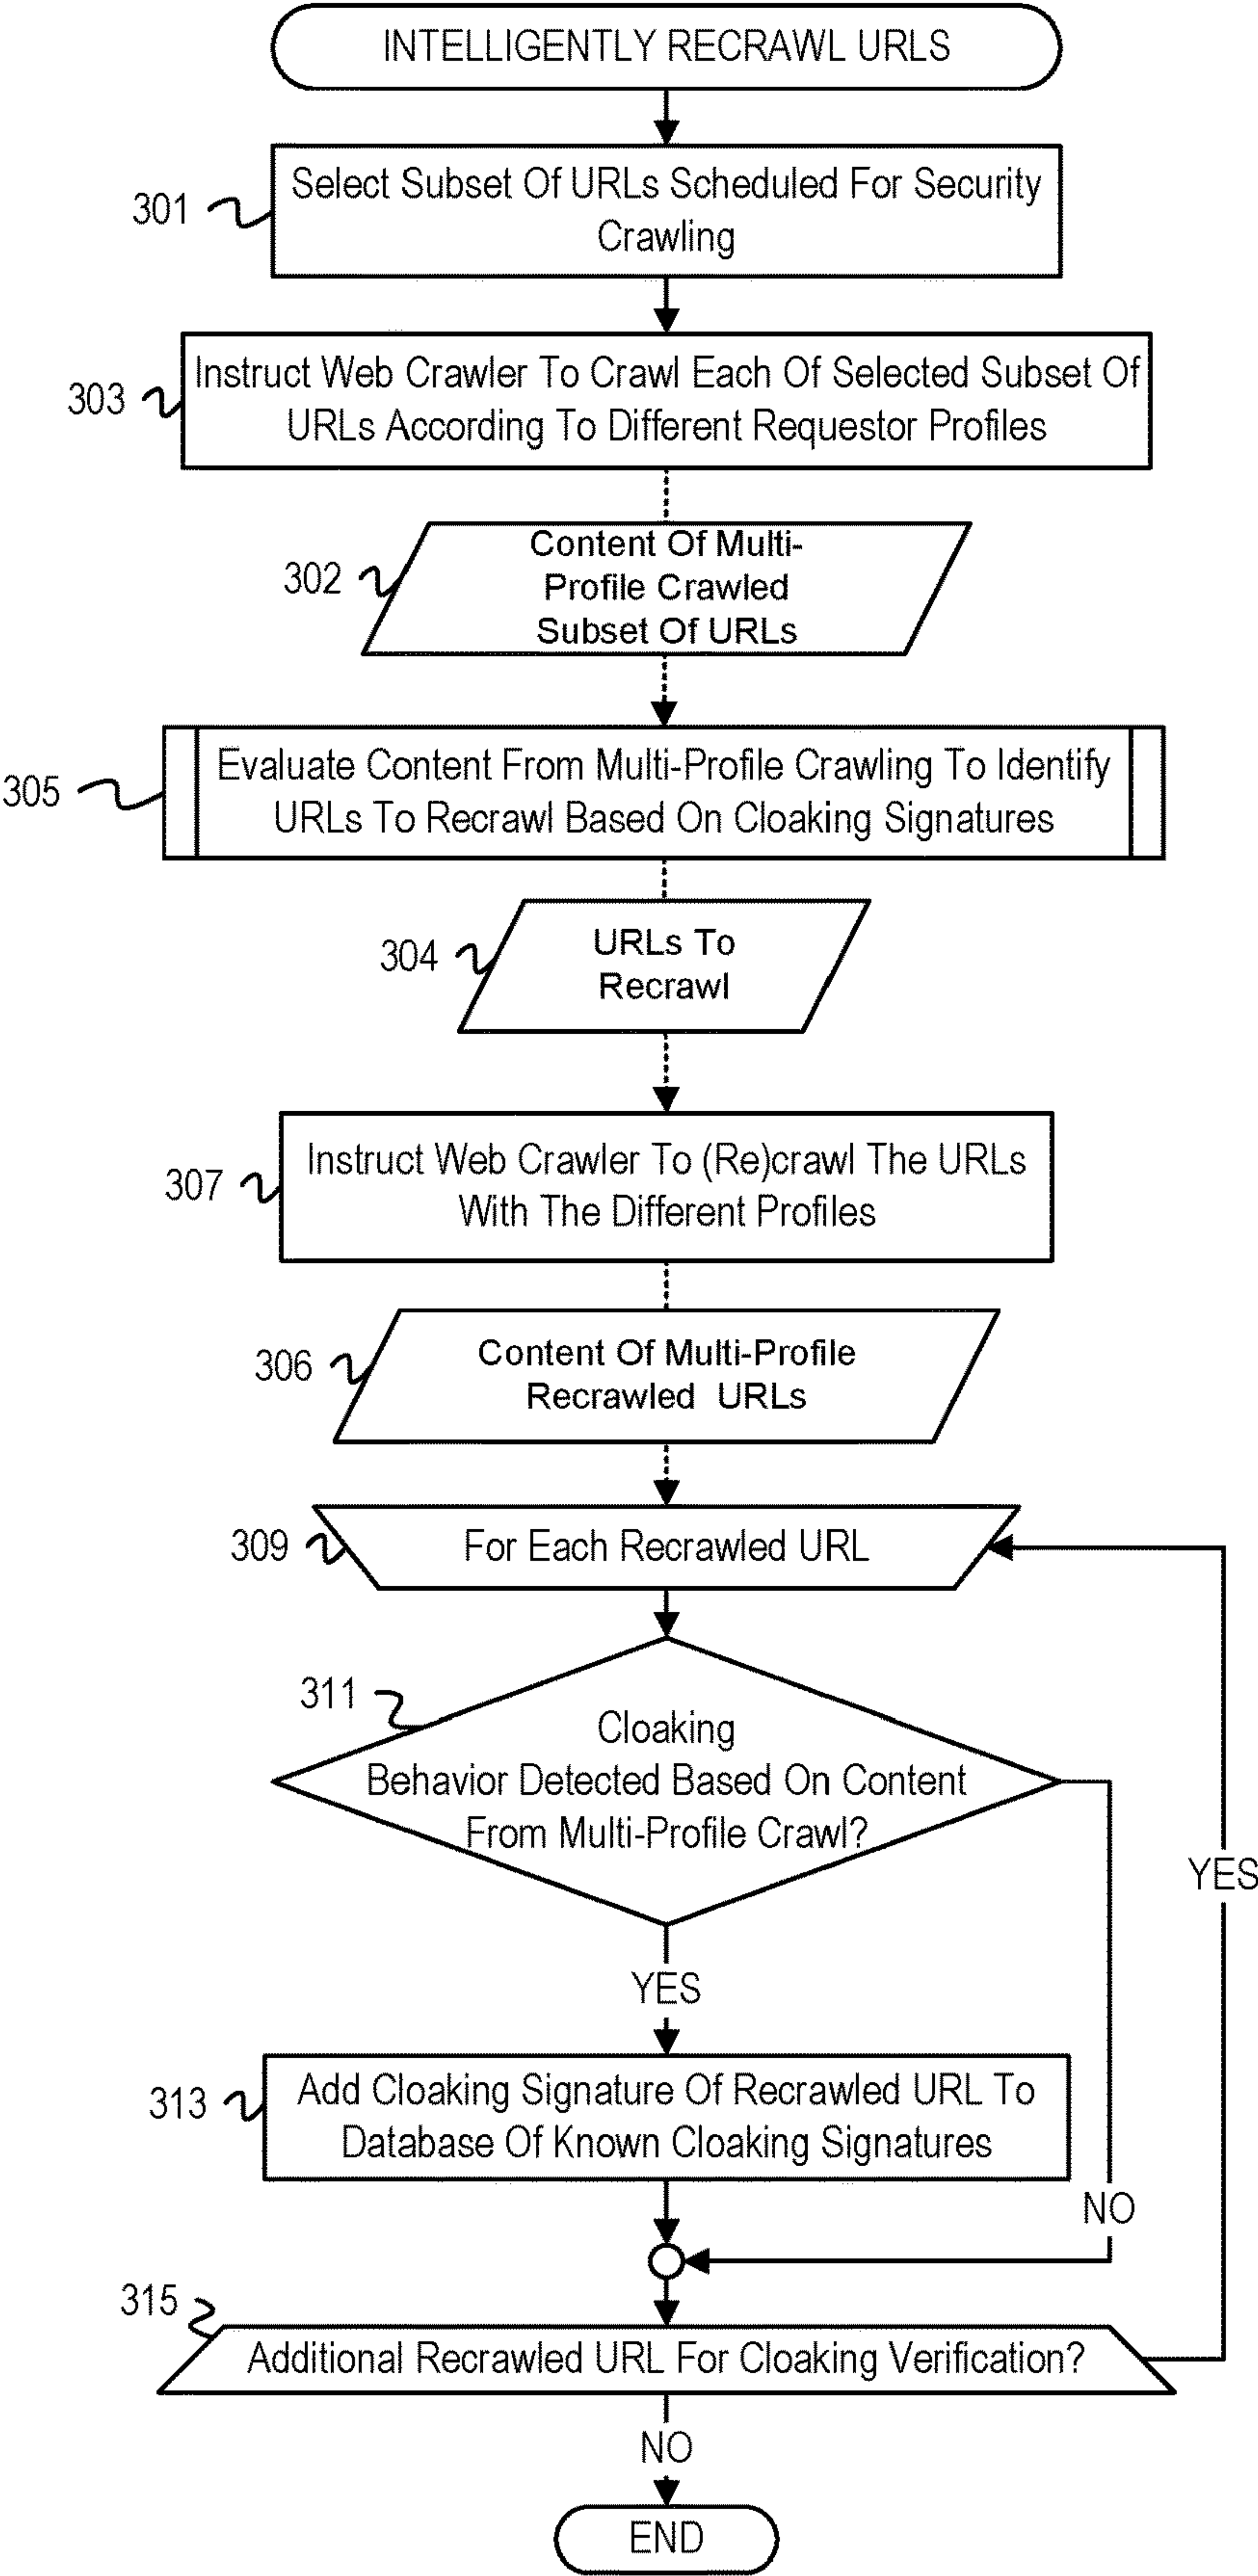 INTELLIGENTLY RECRAWL URLS
301
Select Subset Of URLs Scheduled For Security
Crawling
303
Instruct Web Crawler To Crawl Each Of Selected Subset Of
URLs According To Different Requestor Profiles
302
Content Of Multi-
Profile Crawled
Subset Of URLs
305
Evaluate Content From Multi-Profile Crawling To Identify
URLs To Recrawl Based On Cloaking Signatures
304
URLs To
Recrawl
307
Instruct Web Crawler To (Re)crawl The URLs
With The Different Profiles
306
Content Of Multi-Profile
Recrawled URLs
309
For Each Recrawled URL
311
Cloaking
Behavior Detected Based On Content
From Multi-Profile Crawl?
YES
YES
313
Add Cloaking Signature Of Recrawled URL To
Database Of Known Cloaking Signatures
NO
315
Additional Recrawled URL For Cloaking Verification?
NO
END